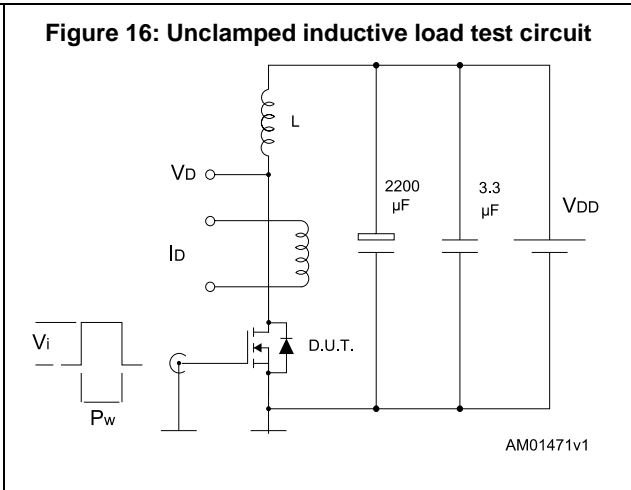 Figure 16: Unclamped inductive load test circuit
L
VD
2200
µF
3.3
µF
VDD
ID
Vi
D.U.T.
Pw
AM01471v1